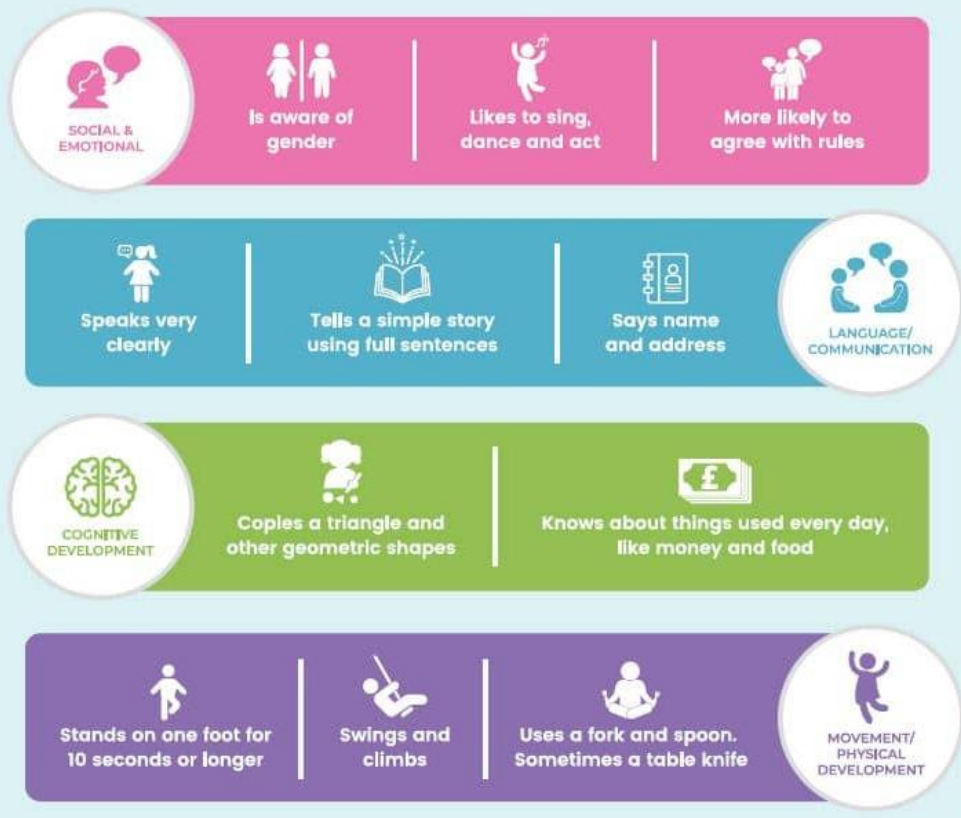 SOCIAL &
EMOTIONAL
Is aware of
gender
Likes to sing,
dance and act
More likely to
agree with rules
Speaks very
clearly
Tells a simple story
using full sentences
Says name
and address
LANGUAGE/
COMMUNICATION
COGNITIVE
DEVELOPMENT
Copies a triangle and
other geometric shapes
£
Knows about things used every day,
like money and food
Stands on one foot for
10 seconds or longer
Swings and
climbs
Uses a fork and spoon.
Sometimes a table knife
MOVEMENT/
PHYSICAL
DEVELOPMENT